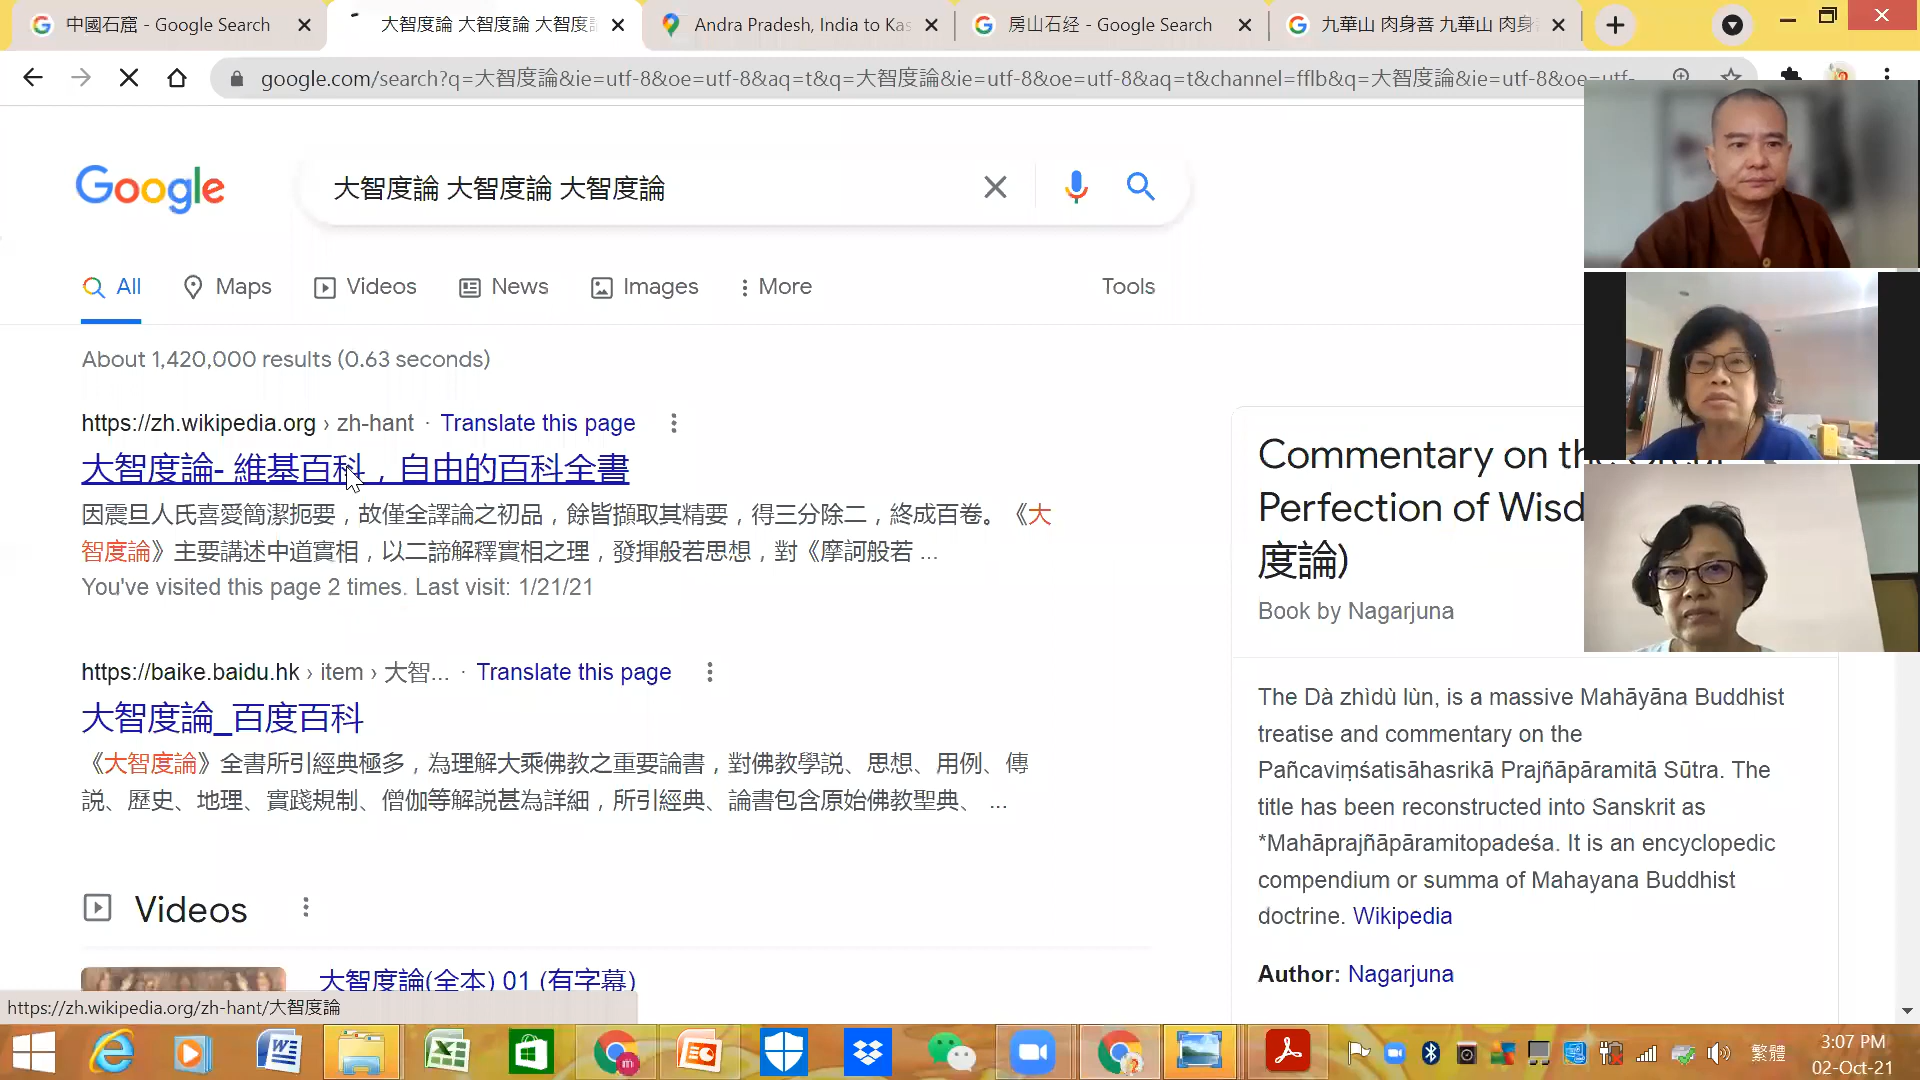 中國石窟 - Google Search
大智度論 大智度論 大智度
Andra Pradesh, India to Kas
房山石经 - Google Search
九華山 肉身菩 九華山 肉身
google.com/search?q=大智度論&ie=utf-8&oe=utf-8&aq=t&q=大智度論&ie=utf-8&oe=utf-8&aq=t&channel=fflb&q=大智度論&ie=utf-8&oe=utf-
Google
大智度論 大智度論 大智度論
All
Maps
Videos
News
Images
More
Tools
About 1,420,000 results (0.63 seconds)
https://zh.wikipedia.org › zh-hant · Translate this page
大智度論- 維基百科，自由的百科全書
因震旦人氏喜愛簡潔扼要，故僅全譯論之初品，餘皆擷取其精要，得三分除二，終成百卷。《大
智度論》主要講述中道實相，以二諦解釋實相之理，發揮般若思想，對《摩訶般若 ...
You've visited this page 2 times. Last visit: 1/21/21
https://baike.baidu.hk › item › 大智... · Translate this page
大智度論_百度百科
《大智度論》全書所引經典極多，為理解大乘佛教之重要論書，對佛教學説、思想、用例、傳
説、歷史、地理、實踐規制、僧伽等解説甚為詳細，所引經典、論書包含原始佛教聖典、 ...
Videos
大智度論(全本) 01 (有字幕)
Commentary on
Perfection of
度論)
Book by Nagarjuna
The Dà zhìdù lùn, is a massive Mahāyāna Buddhist
treatise and commentary on the
Pañcaviṃśatisāhasrikā Prajñāpāramitā Sūtra. The
title has been reconstructed into Sanskrit as
*Mahāprajñāpāramitopadeśa. It is an encyclopedic
compendium or summa of Mahayana Buddhist
doctrine. Wikipedia
Author: Nagarjuna
https://zh.wikipedia.org/zh-hant/大智度論
繁體
3:07 PM
02-Oct-21